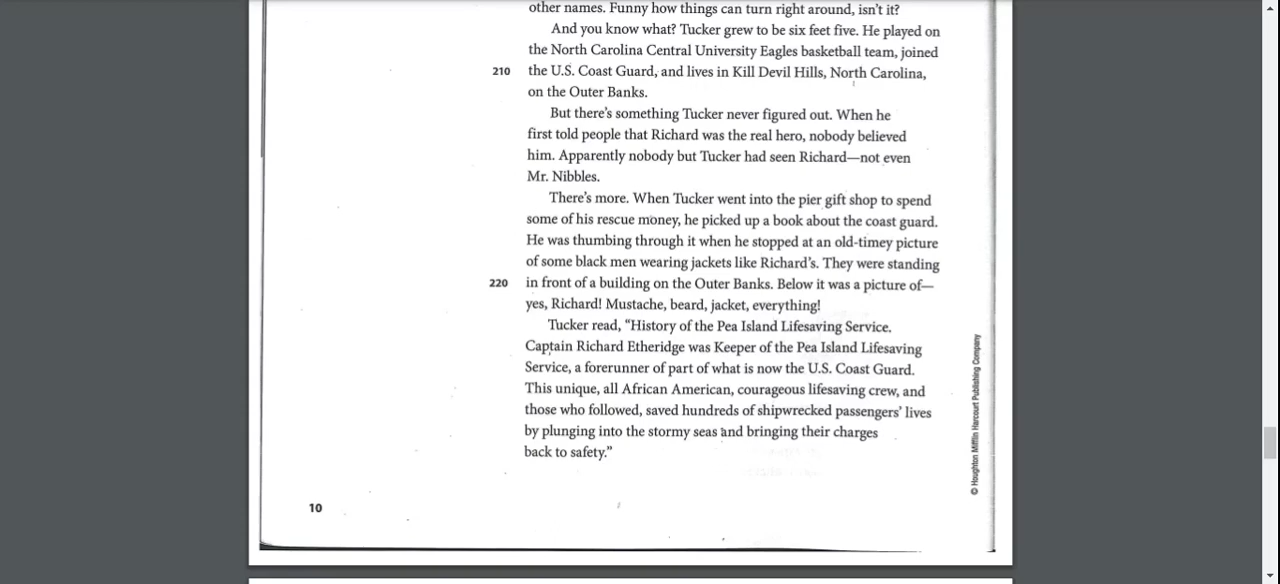 other names. Funny how things can turn right around, isn't it?
And you know what? Tucker grew to be six feet five. He played on
the North Carolina Central University Eagles basketball team, joined
210 the U.S. Coast Guard, and lives in Kill Devil Hills, North Carolina,
on the Outer Banks.
But there's something Tucker never figured out. When he
first told people that Richard was the real hero, nobody believed
him. Apparently nobody but Tucker had seen Richard—not even
Mr. Nibbles.
There's more. When Tucker went into the pier gift shop to spend
some of his rescue money, he picked up a book about the coast guard.
He was thumbing through it when he stopped at an old-timey picture
of some black men wearing jackets like Richard's. They were standing
220 in front of a building on the Outer Banks. Below it was a picture of—
yes, Richard! Mustache, beard, jacket, everything!
Tucker read, “History of the Pea Island Lifesaving Service.
Captain Richard Etheridge was Keeper of the Pea Island Lifesaving
Service, a forerunner of part of what is now the U.S. Coast Guard.
This unique, all African American, courageous lifesaving crew, and
those who followed, saved hundreds of shipwrecked passengers' lives
by plunging into the stormy seas and bringing their charges
back to safety.”
10
© Houghton Mifflin Harcourt Publishing Company